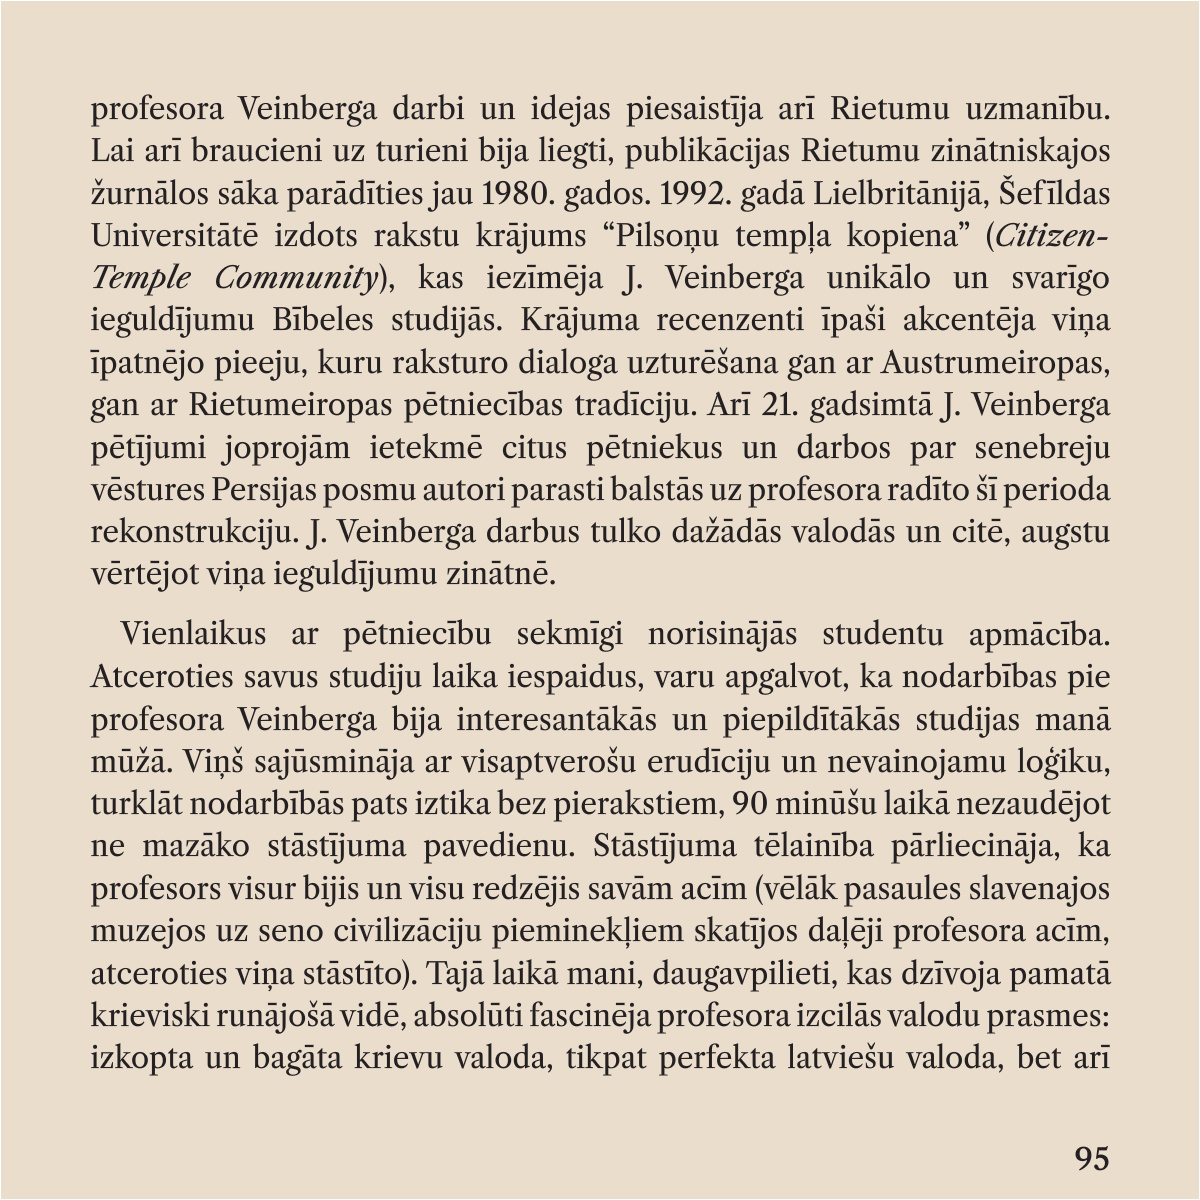 profesora Veinberga darbi un idejas piesaistīja arī Rietumu uzmanību.
Lai arī braucieni uz turieni bija liegti, publikācijas Rietumu zinātniskajos
žurnālos sāka parādīties jau 1980. gados. 1992. gadā Lielbritānijā, Šefīldas
Universitātē izdots rakstu krājums “Pilsoņu tempļa kopiena” (Citizen-
Temple Community), kas iezīmēja J. Veinberga unikālo un svarīgo
ieguldījumu Bībeles studijās. Krājuma recenzenti īpaši akcentēja viņa
īpatnējo pieeju, kuru raksturo dialoga uzturēšana gan ar Austrumeiropas,
gan ar Rietumeiropas pētniecības tradīciju. Arī 21. gadsimtā J. Veinberga
pētījumi joprojām ietekmē citus pētniekus un darbos par senebreju
vēstures Persijas posmu autori parasti balstās uz profesora radīto šī perioda
rekonstrukciju. J. Veinberga darbus tulko dažādās valodās un citē, augstu
vērtējot viņa ieguldījumu zinātnē.
Vienlaikus ar pētniecību sekmīgi norisinājās studentu apmācība.
Atceroties savus studiju laika iespaidus, varu apgalvot, ka nodarbības pie
profesora Veinberga bija interesantākās un piepildītākās studijas manā
mūžā. Viņš sajūsmināja ar visaptverošu erudīciju un nevainojamu loģiku,
turklāt nodarbībās pats iztika bez pierakstiem, 90 minūšu laikā nezaudējot
ne mazāko stāstījuma pavedienu. Stāstījuma tēlainība pārliecināja, ka
profesors visur bijis un visu redzējis savām acīm (vēlāk pasaules slavenajos
muzejos uz seno civilizāciju pieminekļiem skatījos daļēji profesora acīm,
atceroties viņa stāstīto). Tajā laikā mani, daugavpilieti, kas dzīvoja pamatā
krieviski runājošā vidē, absolūti fascinēja profesora izcilās valodu prasmes:
izkopta un bagāta krievu valoda, tikpat perfekta latviešu valoda, bet arī
95